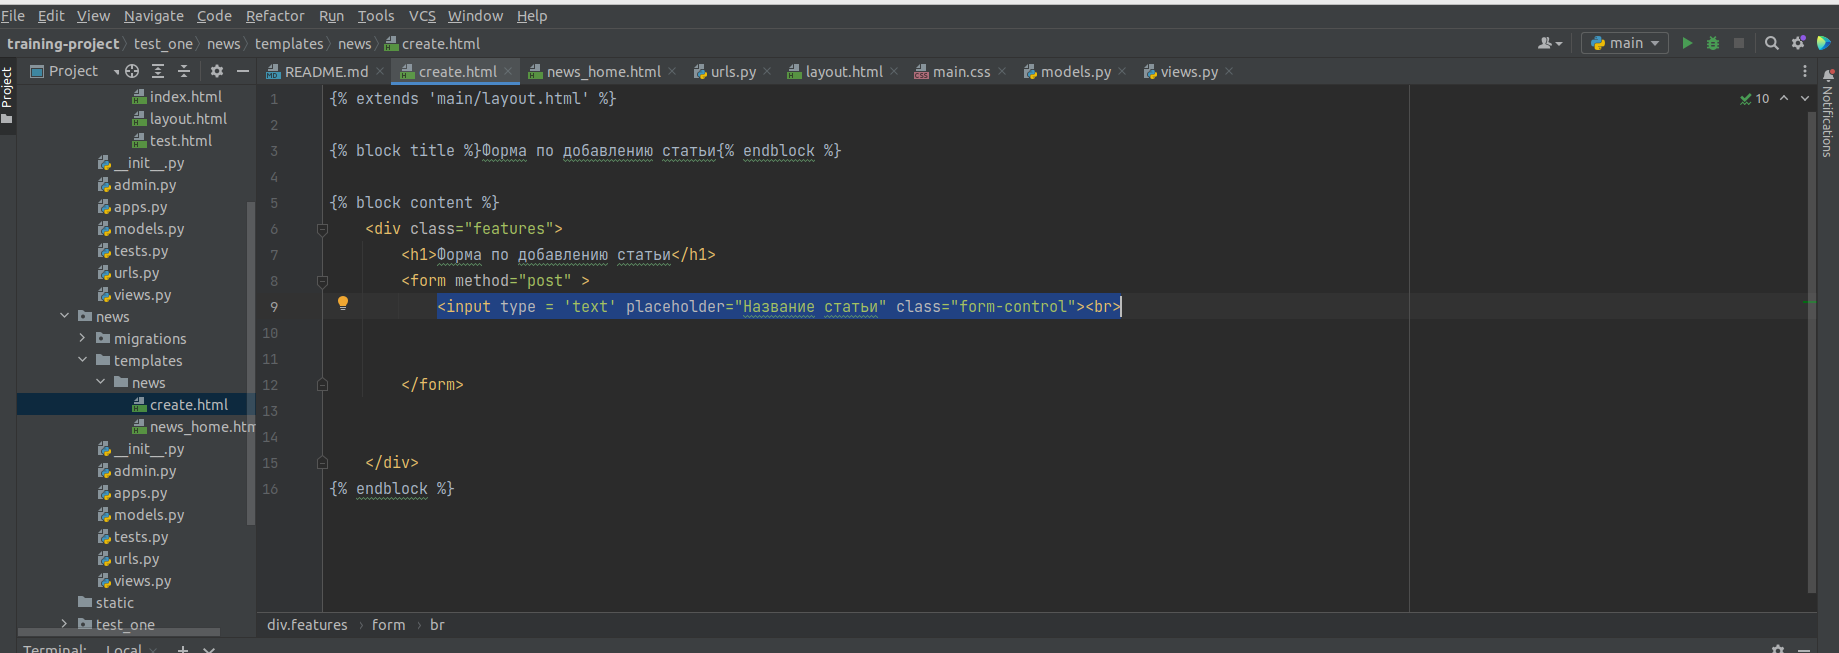 File Edit View Navigate Code Refactor Run Tools VCS Window Help
training-project test_one news templates news create.html
main
Project
README.md create.html news_home.html urls.py layout.html main.css models.py views.py
Project
index.html
layout.html
test.html
__init__.py
admin.py
apps.py
models.py
tests.py
urls.py
views.py
news
migrations
templates
news
create.html
news_home.htm
__init__.py
admin.py
apps.py
models.py
tests.py
urls.py
views.py
static
test_one
1 {% extends 'main/layout.html' %}
2
3 {% block title %}Форма по добавлению статьи{% endblock %}
4
5 {% block content %}
6 <div class="features">
7 <h1>Форма по добавлению статьи</h1>
8 <form method="post" >
9 <input type = 'text' placeholder="Название статьи" class="form-control"><br>
10
11
12 </form>
13
14
15 </div>
16 {% endblock %}
10
Notifications
div.features form br
Terminal: Local